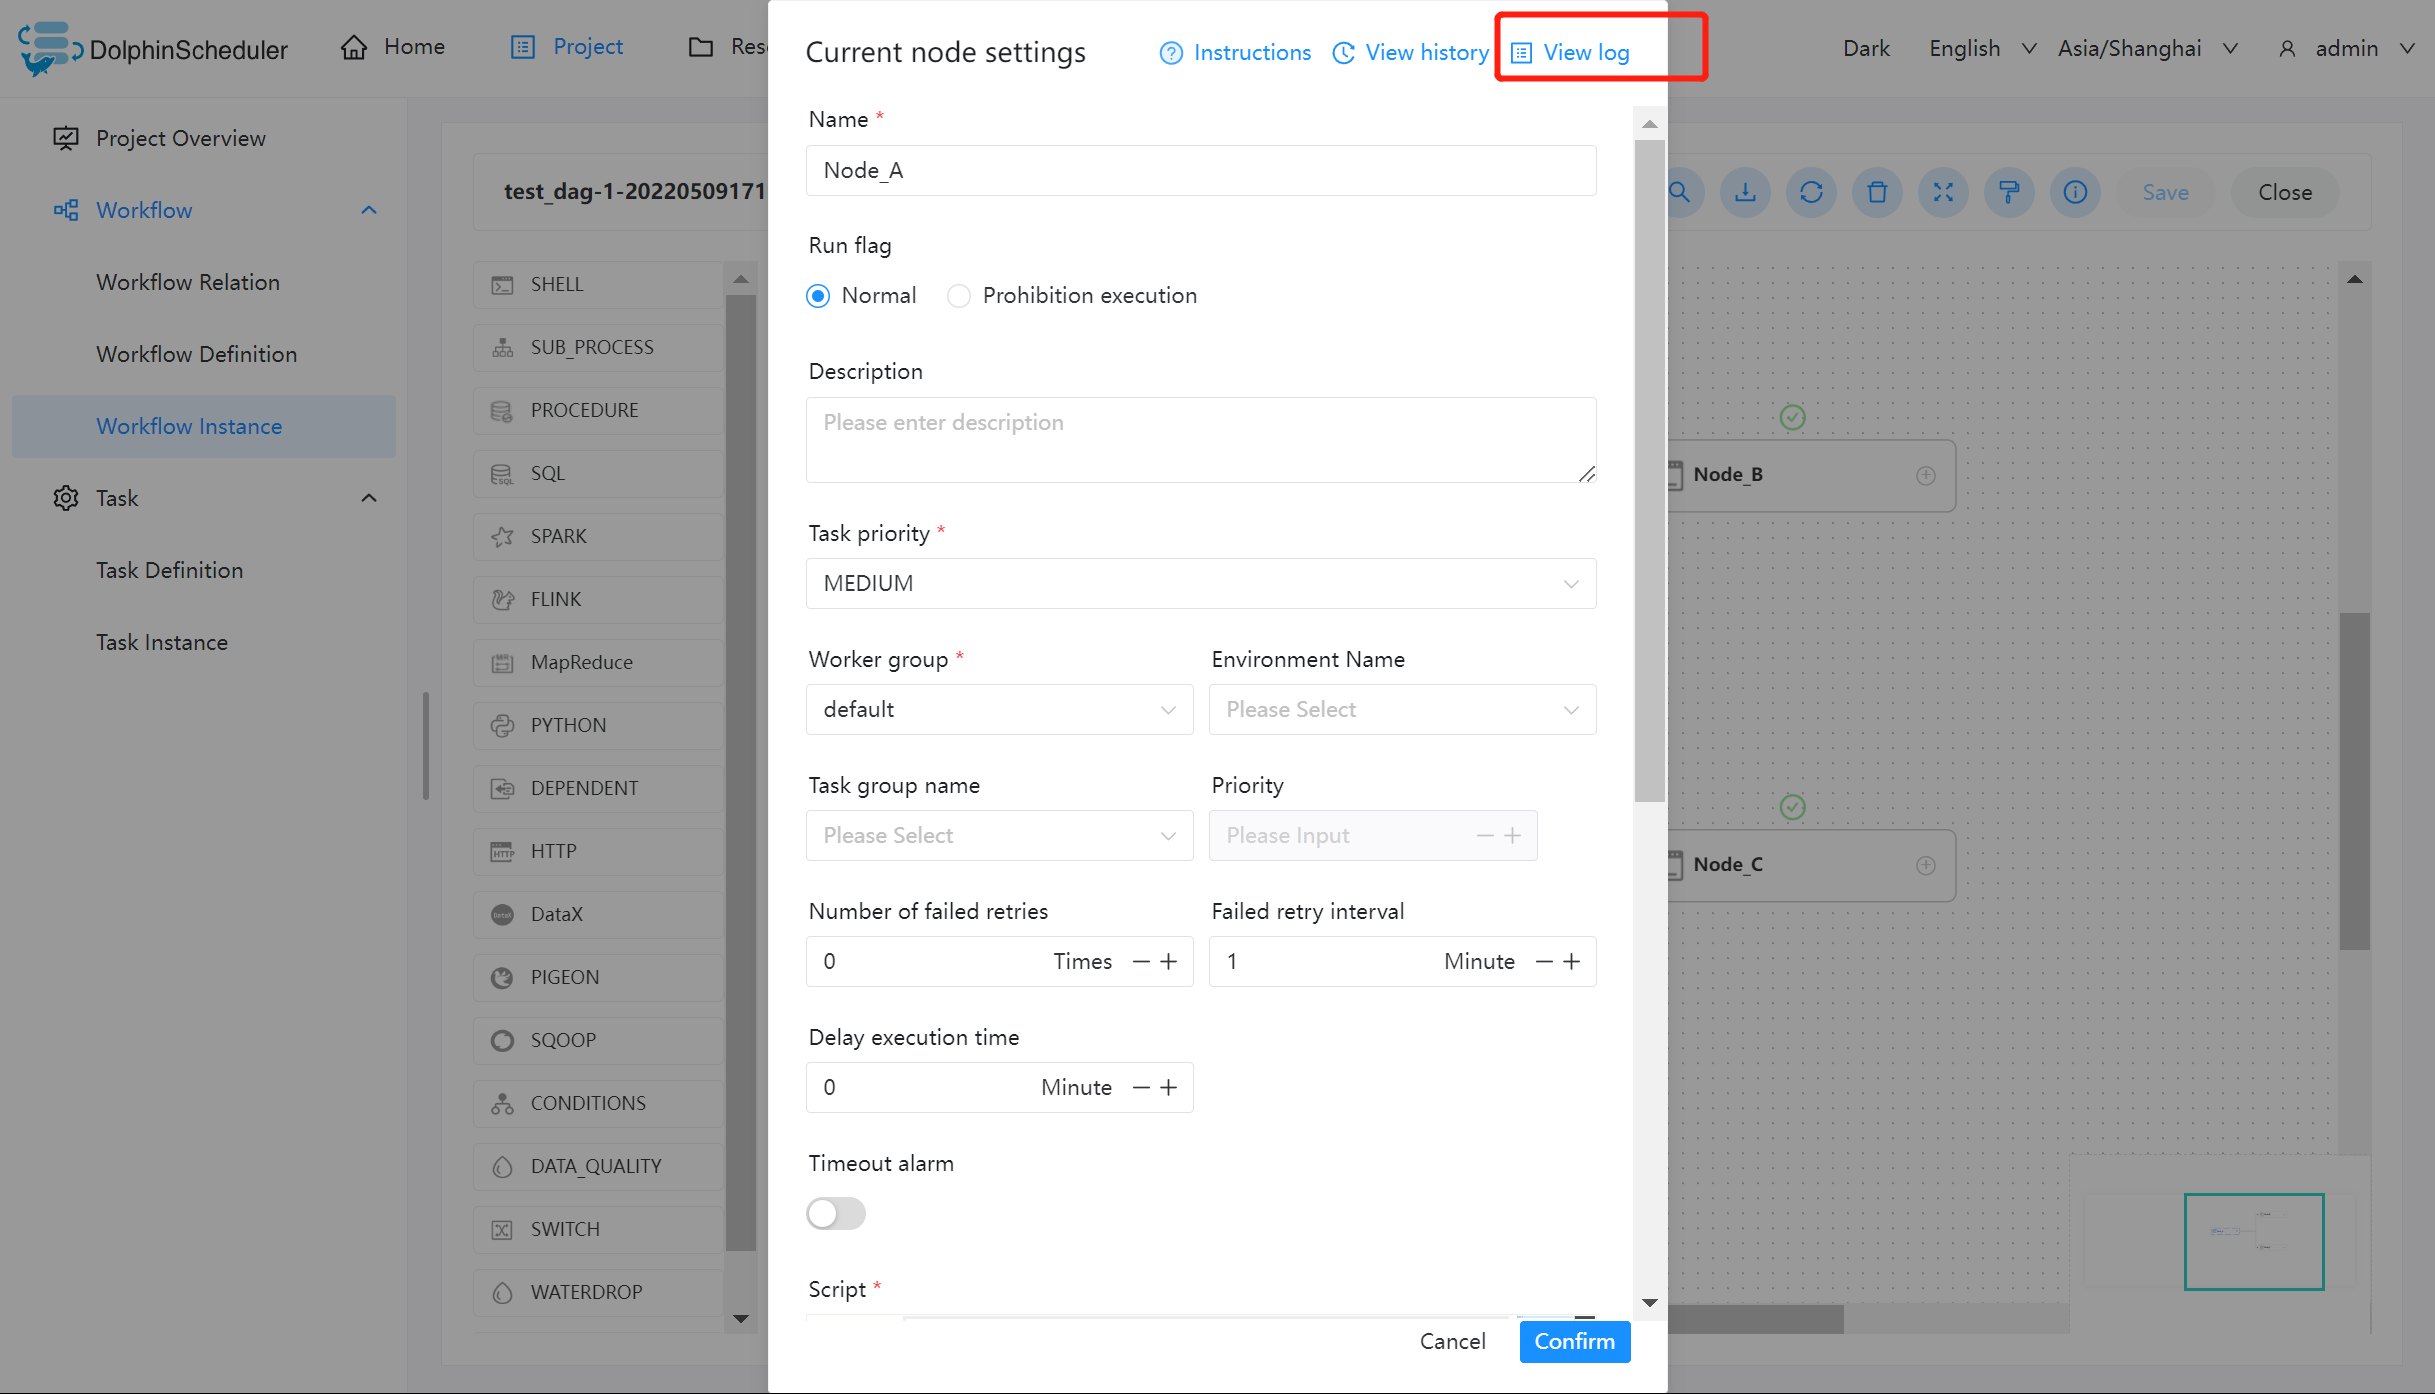 DolphinScheduler
Home
Project
Current node settings
Instructions
View history
View log
Dark
English
Asia/Shanghai
admin
Project Overview
Workflow
Workflow Relation
Workflow Definition
Workflow Instance
Task
Task Definition
Task Instance
test_dag-1-20220509171
Save
Close
SHELL
SUB_PROCESS
PROCEDURE
SQL
SPARK
FLINK
MapReduce
PYTHON
DEPENDENT
HTTP
DataX
PIGEON
SQOOP
CONDITIONS
DATA_QUALITY
SWITCH
WATERDROP
Name *
Node_A
Run flag
Normal
Prohibition execution
Description
Please enter description
Task priority *
MEDIUM
Worker group *
Environment Name
default
Please Select
Task group name
Priority
Please Select
Please Input
Number of failed retries
Failed retry interval
0 Times
1 Minute
Delay execution time
0 Minute
Timeout alarm
Script *
Cancel
Confirm
Node_B
Node_C